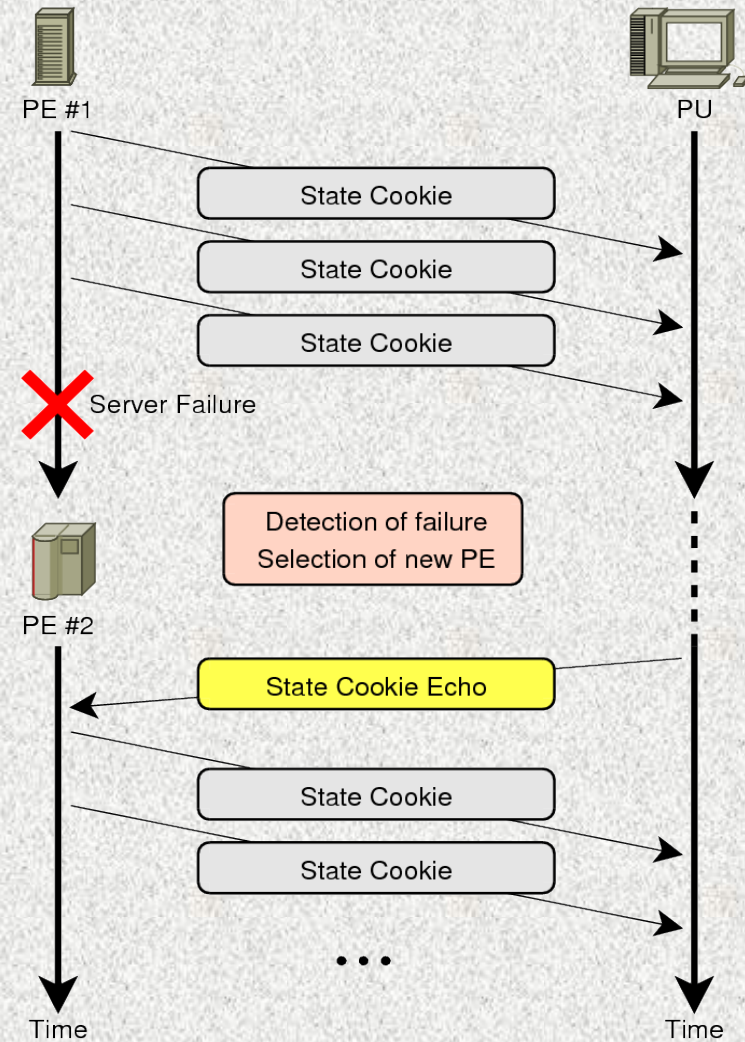 PE #1
PU
State Cookie
State Cookie
State Cookie
Server Failure
Detection of failure
Selection of new PE
PE #2
State Cookie Echo
State Cookie
State Cookie
...
Time
Time